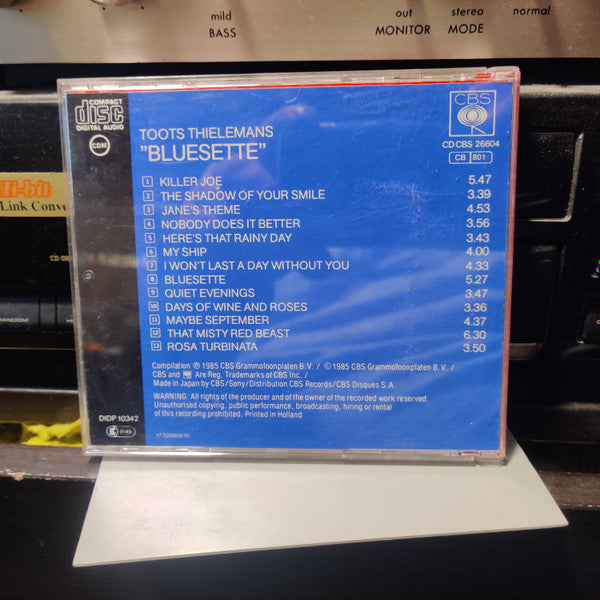 mild
BASS
out
MONITOR
stereo
MODE
normal
COMPACT
disc
DIGITAL AUDIO
CDM
CBS
TOOTS THIELEMANS
"BLUESETTE"
CDCBS 26604
CB 801
1 KILLER JOE 5.47
2 THE SHADOW OF YOUR SMILE 3.39
3 JANE'S THEME 4.53
4 NOBODY DOES IT BETTER 3.56
5 HERE'S THAT RAINY DAY 3.43
6 MY SHIP 4.00
7 I WON'T LAST A DAY WITHOUT YOU 4.33
8 BLUESETTE 5.27
9 QUIET EVENINGS 3.47
10 DAYS OF WINE AND ROSES 3.36
11 MAYBE SEPTEMBER 4.37
12 THAT MISTY RED BEAST 6.30
13 ROSA TURBINATA 3.50
Compilation ℗ 1985 CBS Grammofoonplaten B.V. / © 1985 CBS Grammofoonplaten B.V. /
CBS and Are Reg. Trademarks of CBS Inc. /
Made in Japan by CBS/Sony/Distribution CBS Records/CBS Disques S.A.
WARNING: All rights of the producer and of the owner of the recorded work reserved.
Unauthorised copying, public performance, broadcasting, hiring or rental
of this recording prohibited. Printed in Holland
DIDP 10342
Hi-bit
Link Conve